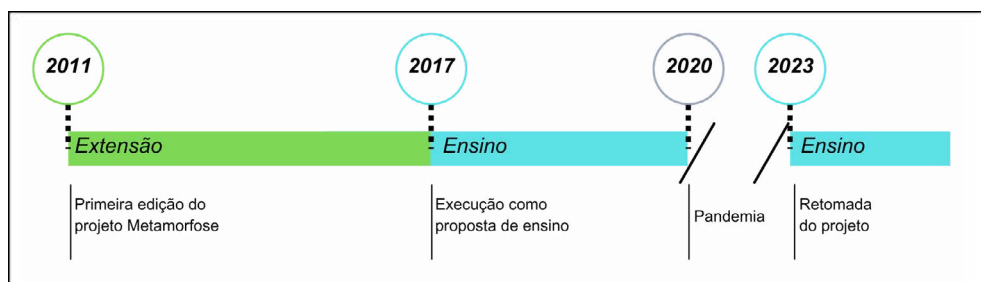 2011
2017
2020
2023
Extensão
Ensino
Ensino
Primeira edição do
projeto Metamorfose
Execução como
proposta de ensino
Pandemia
Retomada
do projeto